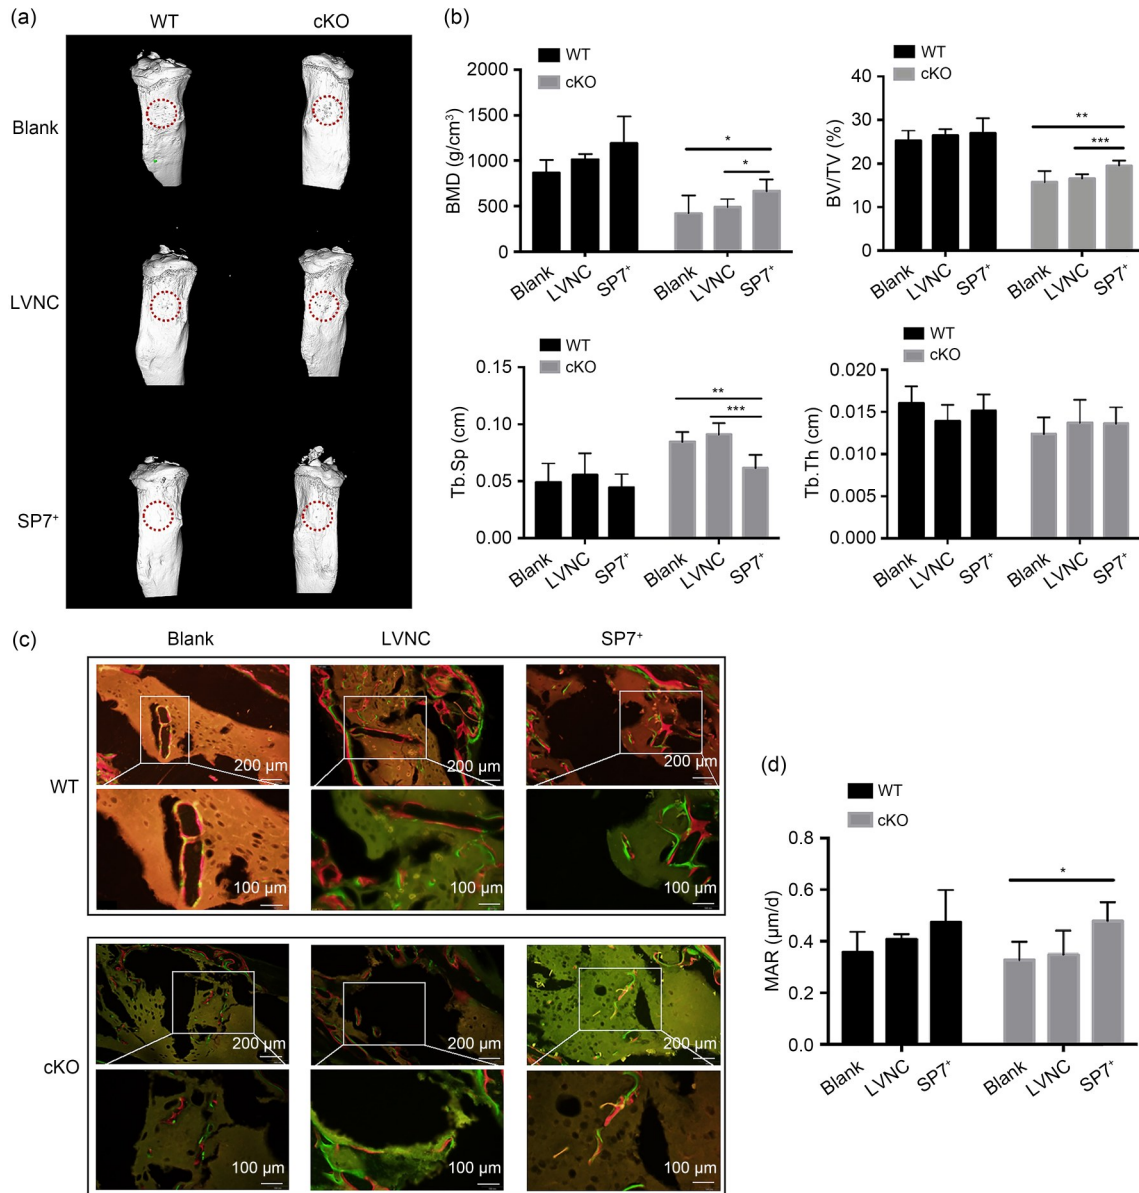 (a)
WT cKO
Blank
LVNC
SP7⁺
(b)
WT
cKO
BMD (g/cm³)
2000
1500
1000
500
0
*
*
Blank LVNC SP7⁺ Blank LVNC SP7⁺
WT
cKO
BV/TV (%)
40
30
20
10
0
**
***
Blank LVNC SP7⁺ Blank LVNC SP7⁺
WT
cKO
Tb.Sp (cm)
0.15
0.10
0.05
0.00
**
***
Blank LVNC SP7⁺ Blank LVNC SP7⁺
WT
cKO
Tb.Th (cm)
0.020
0.015
0.010
0.005
0.000
Blank LVNC SP7⁺ Blank LVNC SP7⁺
(c)
Blank LVNC SP7⁺
WT
200 µm 200 µm 200 µm
100 µm 100 µm 100 µm
cKO
200 µm 200 µm 200 µm
100 µm 100 µm 100 µm
(d)
WT
cKO
MAR (µm/d)
0.8
0.6
0.4
0.2
0.0
*
Blank LVNC SP7⁺ Blank LVNC SP7⁺